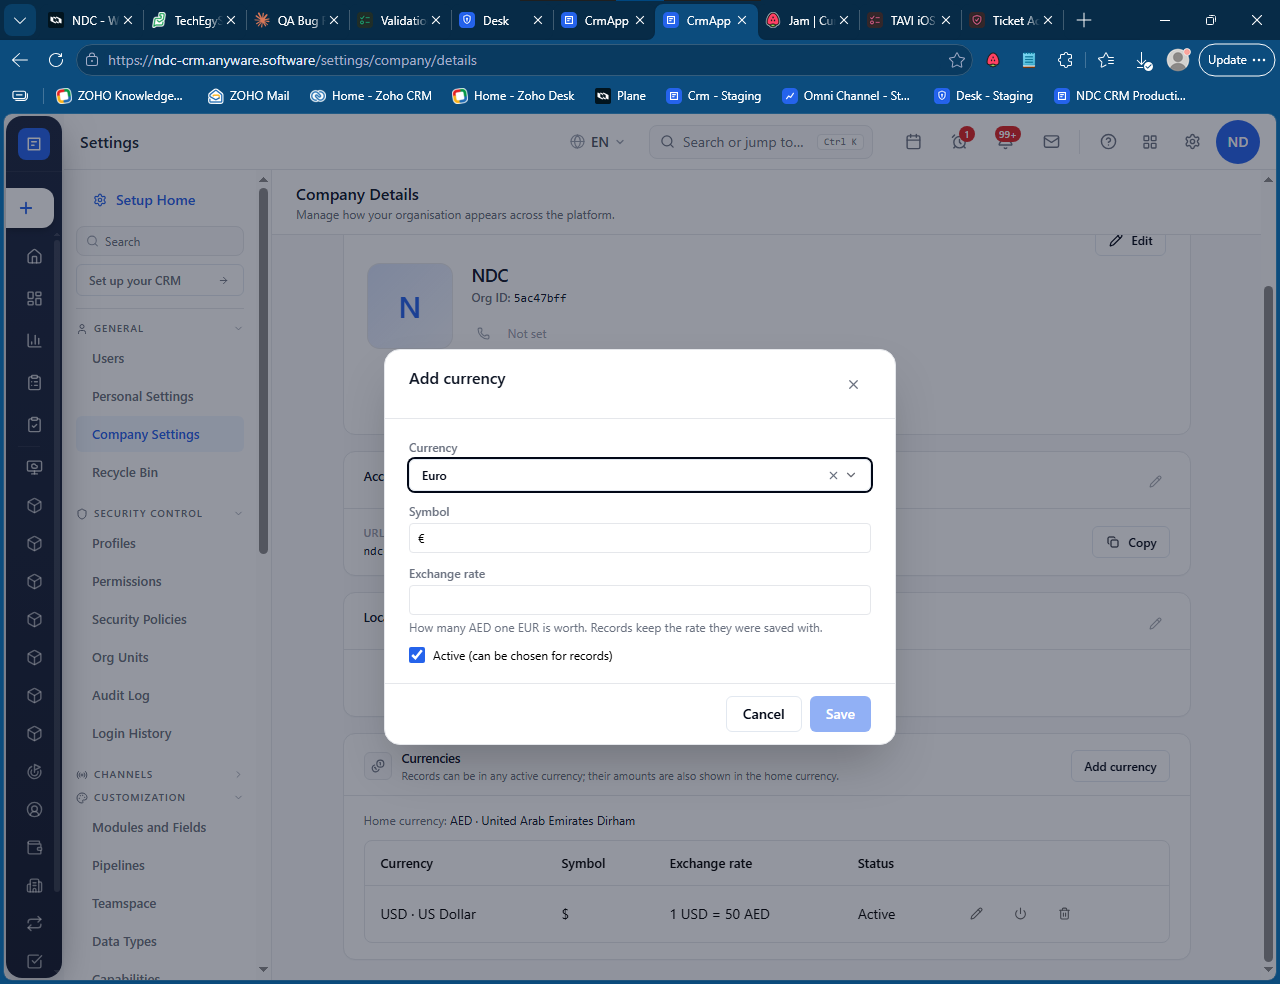 NDC - W
TechEgyS
QA Bug
Validatio
Desk
CrmApp
CrmApp
Jam | Cu
TAVI iOS
Ticket Ac
https://ndc-crm.anyware.software/settings/company/details
Update
ZOHO Knowledge...
ZOHO Mail
Home - Zoho CRM
Home - Zoho Desk
Plane
Crm - Staging
Omni Channel - St...
Desk - Staging
NDC CRM Producti...
Settings
EN
Search or jump to...
Ctrl K
1
99+
ND
Setup Home
Search
Set up your CRM
GENERAL
Users
Personal Settings
Company Settings
Recycle Bin
SECURITY CONTROL
Profiles
Permissions
Security Policies
Org Units
Audit Log
Login History
CHANNELS
CUSTOMIZATION
Modules and Fields
Pipelines
Teamspace
Data Types
Capabilities
Company Details
Manage how your organisation appears across the platform.
Edit
N
NDC
Org ID: 5ac47bff
Not set
Acc
URL
ndc
Copy
Loc
Add currency
Currency
Euro
Symbol
€
Exchange rate
How many AED one EUR is worth. Records keep the rate they were saved with.
Active (can be chosen for records)
Cancel
Save
Currencies
Records can be in any active currency; their amounts are also shown in the home currency.
Add currency
Home currency: AED · United Arab Emirates Dirham
Currency
Symbol
Exchange rate
Status
USD · US Dollar
$
1 USD = 50 AED
Active